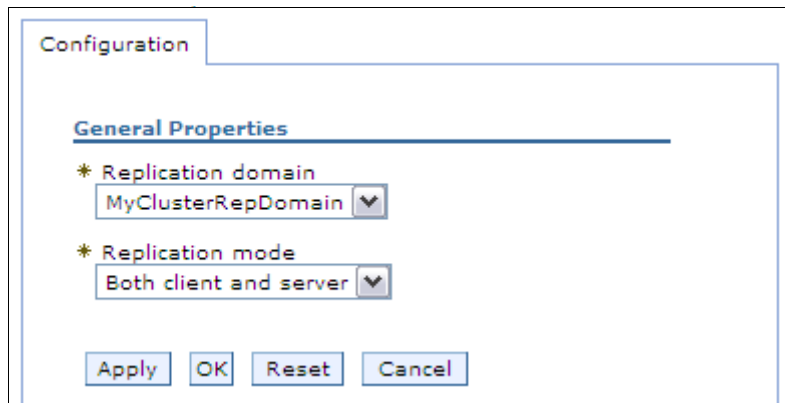 Configuration
General Properties
* Replication domain
MyClusterRepDomain
* Replication mode
Both client and server
Apply OK Reset Cancel